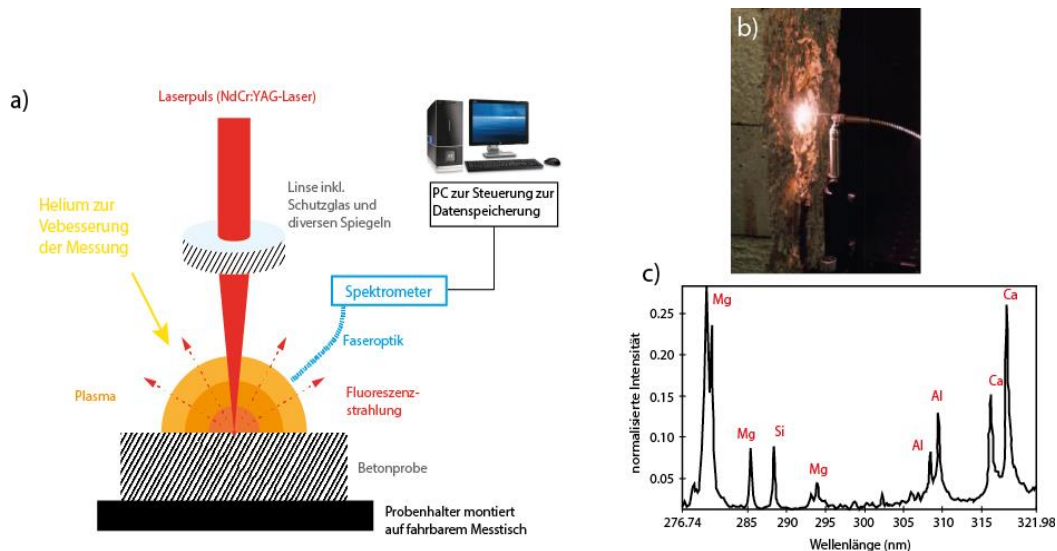 a)
Laserpuls (NdCr:YAG-Laser)
Linse inkl.
Schutzglas und
diversen Spiegeln
PC zur Steuerung zur
Datenspeicherung
Helium zur
Vebesserung
der Messung
Spektrometer
Faseroptik
Plasma
Fluoreszenz-
strahlung
Betonprobe
Probenhalter montiert
auf fahrbarem Messtisch
b)
c)
normalisierte Intensität
0.25
0.20
0.15
0.10
0.05
Mg
Mg
Si
Mg
Al
Al
Ca
Ca
276.74
285
290
295
300
305
310
315
321.98
Wellenlänge (nm)